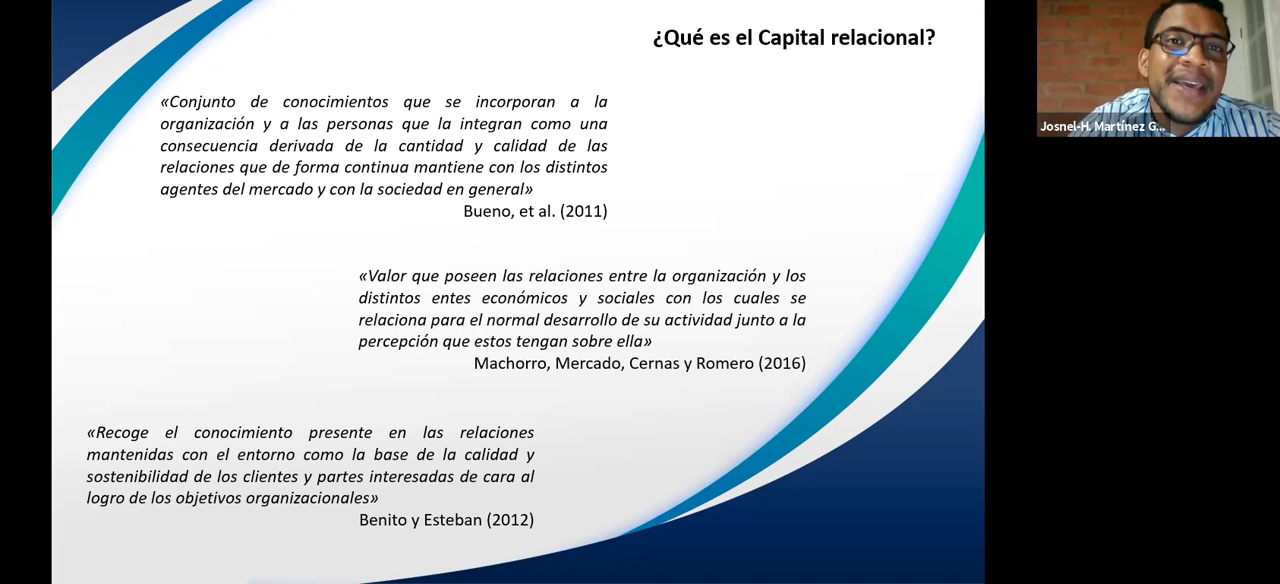 ¿Qué es el Capital relacional?
«Conjunto de conocimientos que se incorporan a la
organización y a las personas que la integran como una
consecuencia derivada de la cantidad y calidad de las
relaciones que de forma continua mantiene con los distintos
agentes del mercado y con la sociedad en general»
Bueno, et al. (2011)
«Valor que poseen las relaciones entre la organización y los
distintos entes económicos y sociales con los cuales se
relaciona para el normal desarrollo de su actividad junto a la
percepción que estos tengan sobre ella»
Machorro, Mercado, Cernas y Romero (2016)
«Recoge el conocimiento presente en las relaciones
mantenidas con el entorno como la base de la calidad y
sostenibilidad de los clientes y partes interesadas de cara al
logro de los objetivos organizacionales»
Benito y Esteban (2012)
Josnel-H. Martínez G...